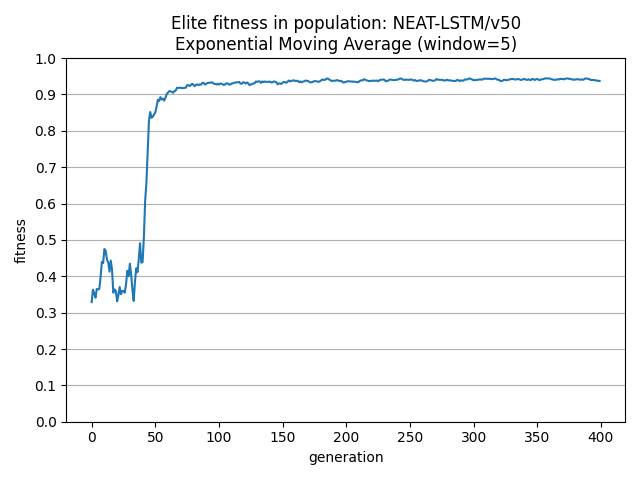 Elite fitness in population: NEAT-LSTM/v50
Exponential Moving Average (window=5)
1.0
0.9
0.8
0.7
0.6
0.5
0.4
0.3
0.2
0.1
0.0
fitness
0 50 100 150 200 250 300 350 400
generation